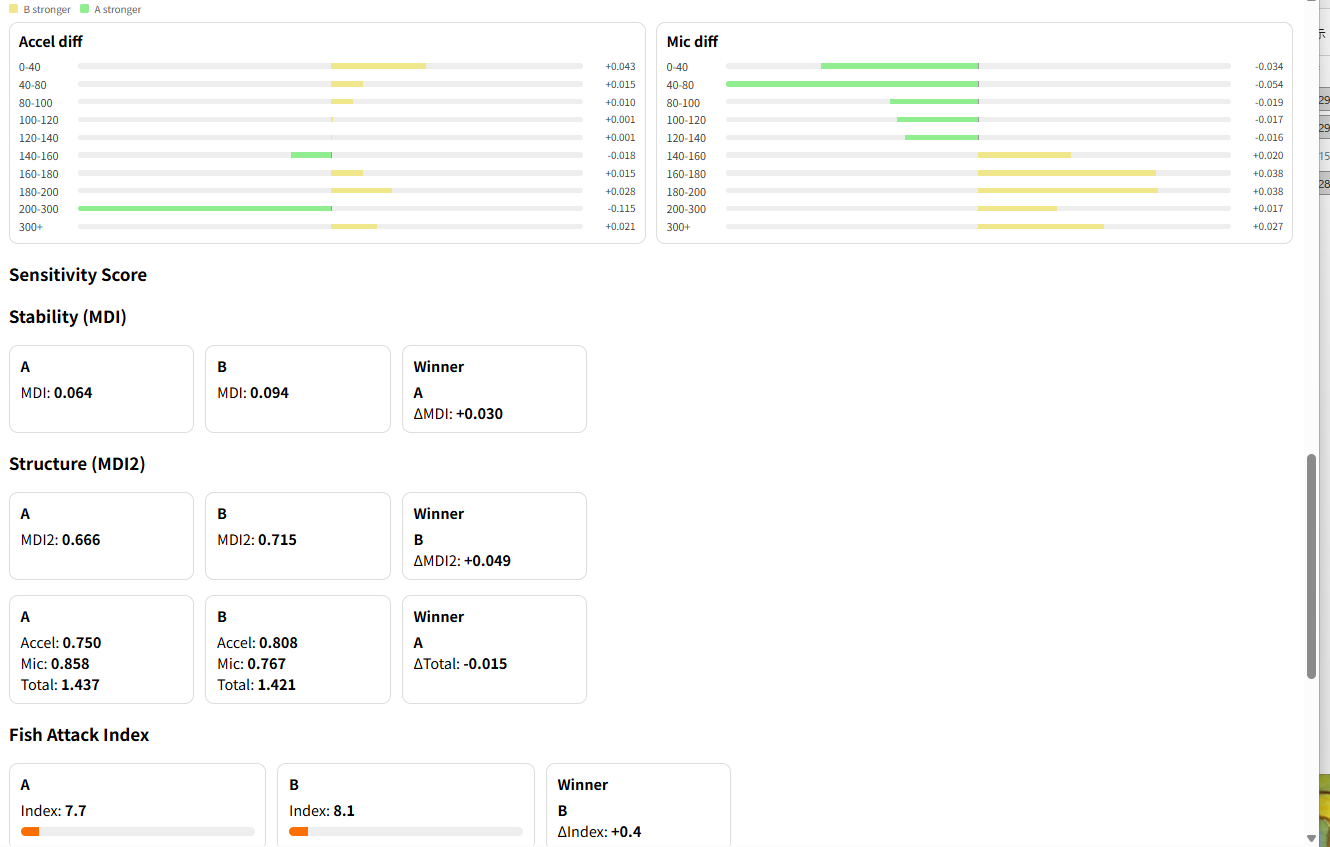 B stronger A stronger
Accel diff
0-40 +0.043
40-80 +0.015
80-100 +0.010
100-120 +0.001
120-140 +0.001
140-160 -0.018
160-180 +0.015
180-200 +0.028
200-300 -0.115
300+ +0.021
Mic diff
0-40 -0.034
40-80 -0.054
80-100 -0.019
100-120 -0.017
120-140 -0.016
140-160 +0.020
160-180 +0.038
180-200 +0.038
200-300 +0.017
300+ +0.027
Sensitivity Score
Stability (MDI)
A
MDI: 0.064
B
MDI: 0.094
Winner
A
ΔMDI: +0.030
Structure (MDI2)
A
MDI2: 0.666
B
MDI2: 0.715
Winner
B
ΔMDI2: +0.049
A
Accel: 0.750
Mic: 0.858
Total: 1.437
B
Accel: 0.808
Mic: 0.767
Total: 1.421
Winner
A
ΔTotal: -0.015
Fish Attack Index
A
Index: 7.7
B
Index: 8.1
Winner
B
ΔIndex: +0.4
29
29
15
28